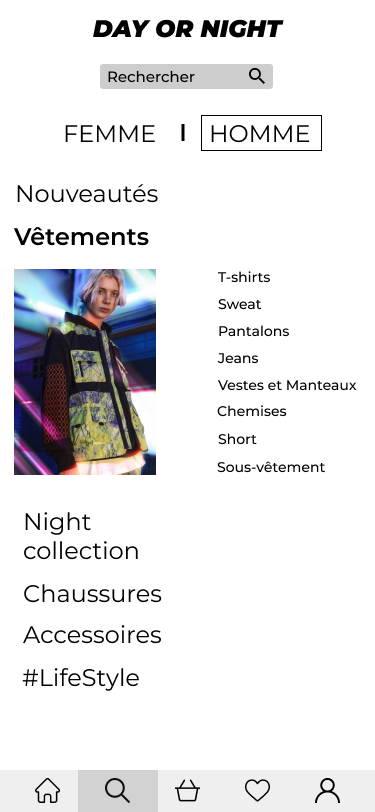 DAY OR NIGHT
Rechercher
FEMME
HOMME
Nouveautés
Vêtements
T-shirts
Sweat
Pantalons
Jeans
Vestes et Manteaux
Chemises
Short
Sous-vêtement
Night
collection
Chaussures
Accessoires
#LifeStyle